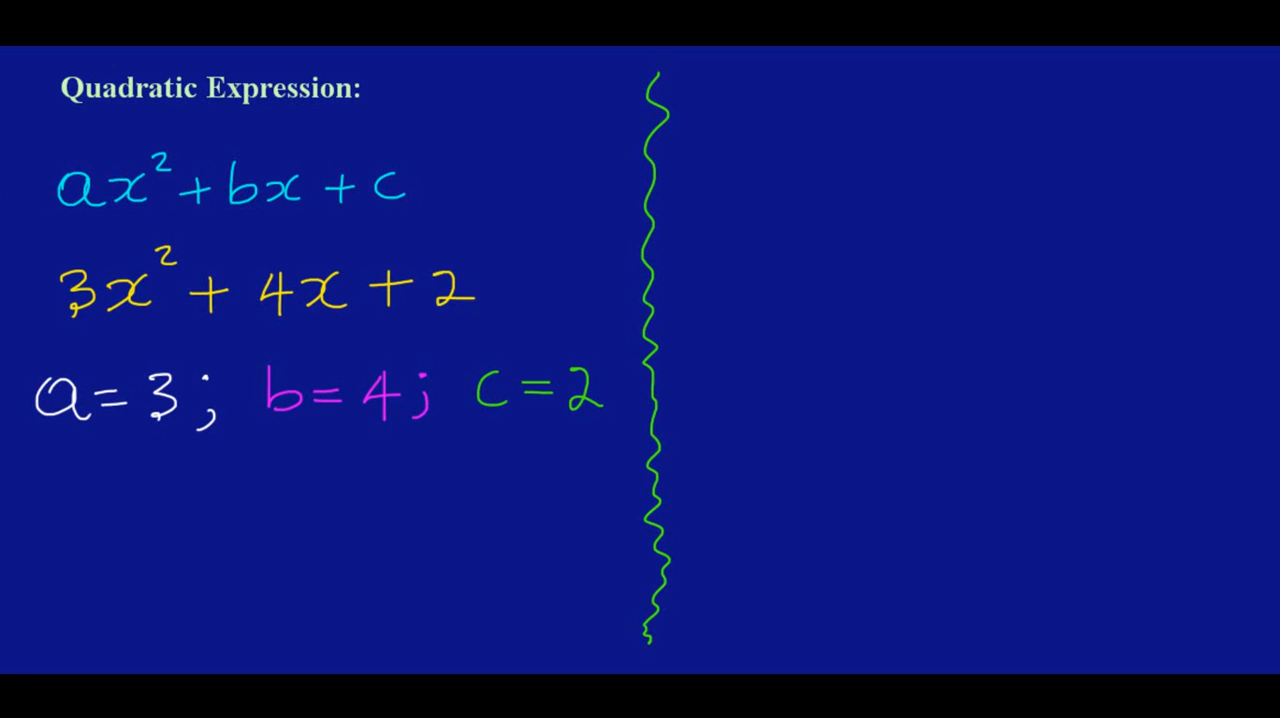 Quadratic Expression:
ax² + bx + c
3x² + 4x + 2
a = 3 ; b = 4 ; c = 2